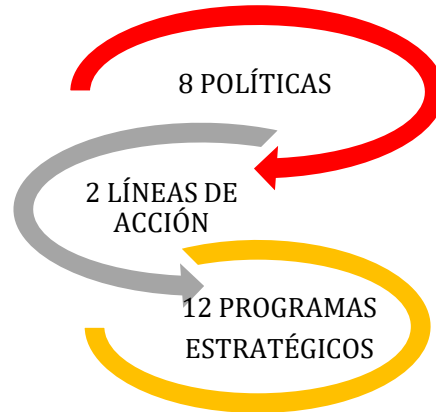 8 POLÍTICAS
2 LÍNEAS DE
ACCIÓN
12 PROGRAMAS
ESTRATÉGICOS